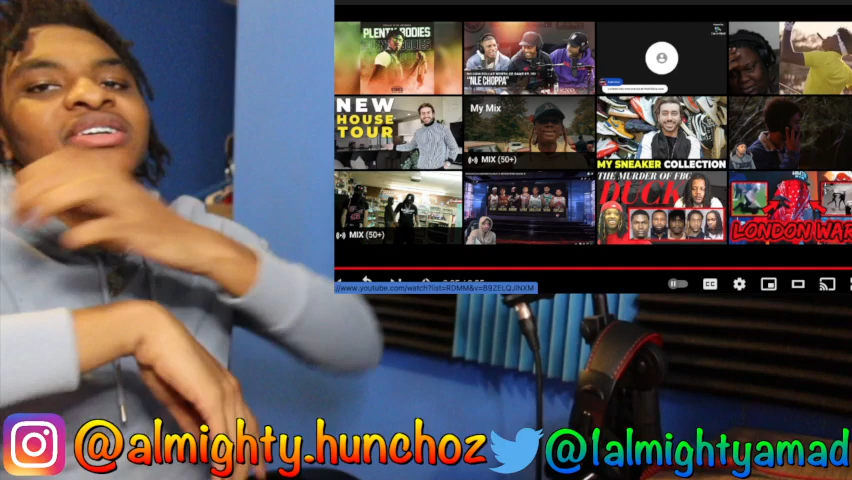 PLENTY BODIES
"NLE CHOPPA"
NEW
HOUSE
TOUR
My Mix
MIX (50+)
MY SNEAKER COLLECTION
MIX (50+)
THE MURDER OF FBG
DUCK
LONDON WAR
//www.youtube.com/watch?list=RDMM&v=B9ZELQJINXM
CC
@almighty.hunchoz
@1almightyamad